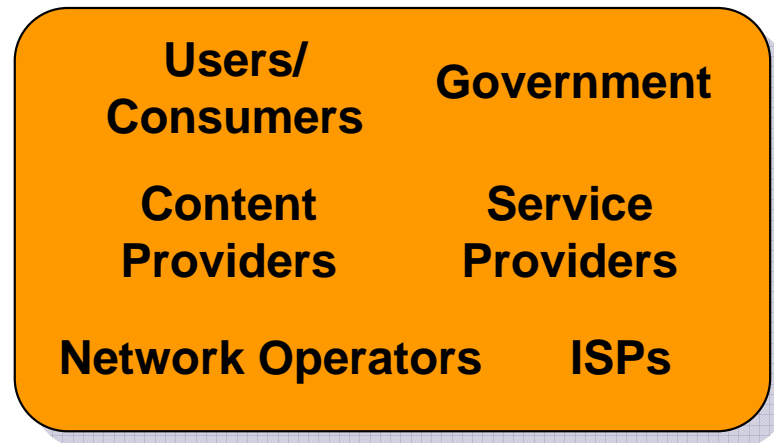 Users/
Consumers
Government
Content
Providers
Service
Providers
Network Operators
ISPs